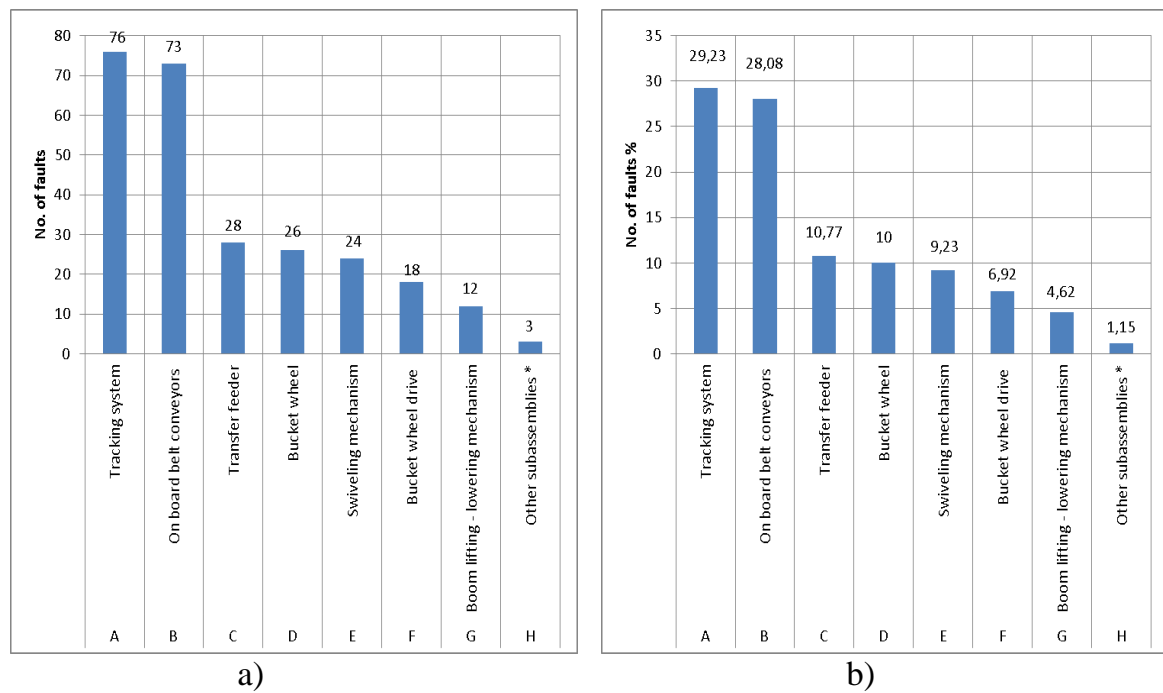 No. of faults
80
70
60
50
40
30
20
10
0
76
73
28
26
24
18
12
3
Tracking system
On board belt conveyors
Transfer feeder
Bucket wheel
Swiveling mechanism
Bucket wheel drive
Boom lifting - lowering mechanism
Other subassemblies *
A B C D E F G H
a)
No. of faults %
35
30
25
20
15
10
5
0
29,23
28,08
10,77
10
9,23
6,92
4,62
1,15
Tracking system
On board belt conveyors
Transfer feeder
Bucket wheel
Swiveling mechanism
Bucket wheel drive
Boom lifting - lowering mechanism
Other subassemblies *
A B C D E F G H
b)